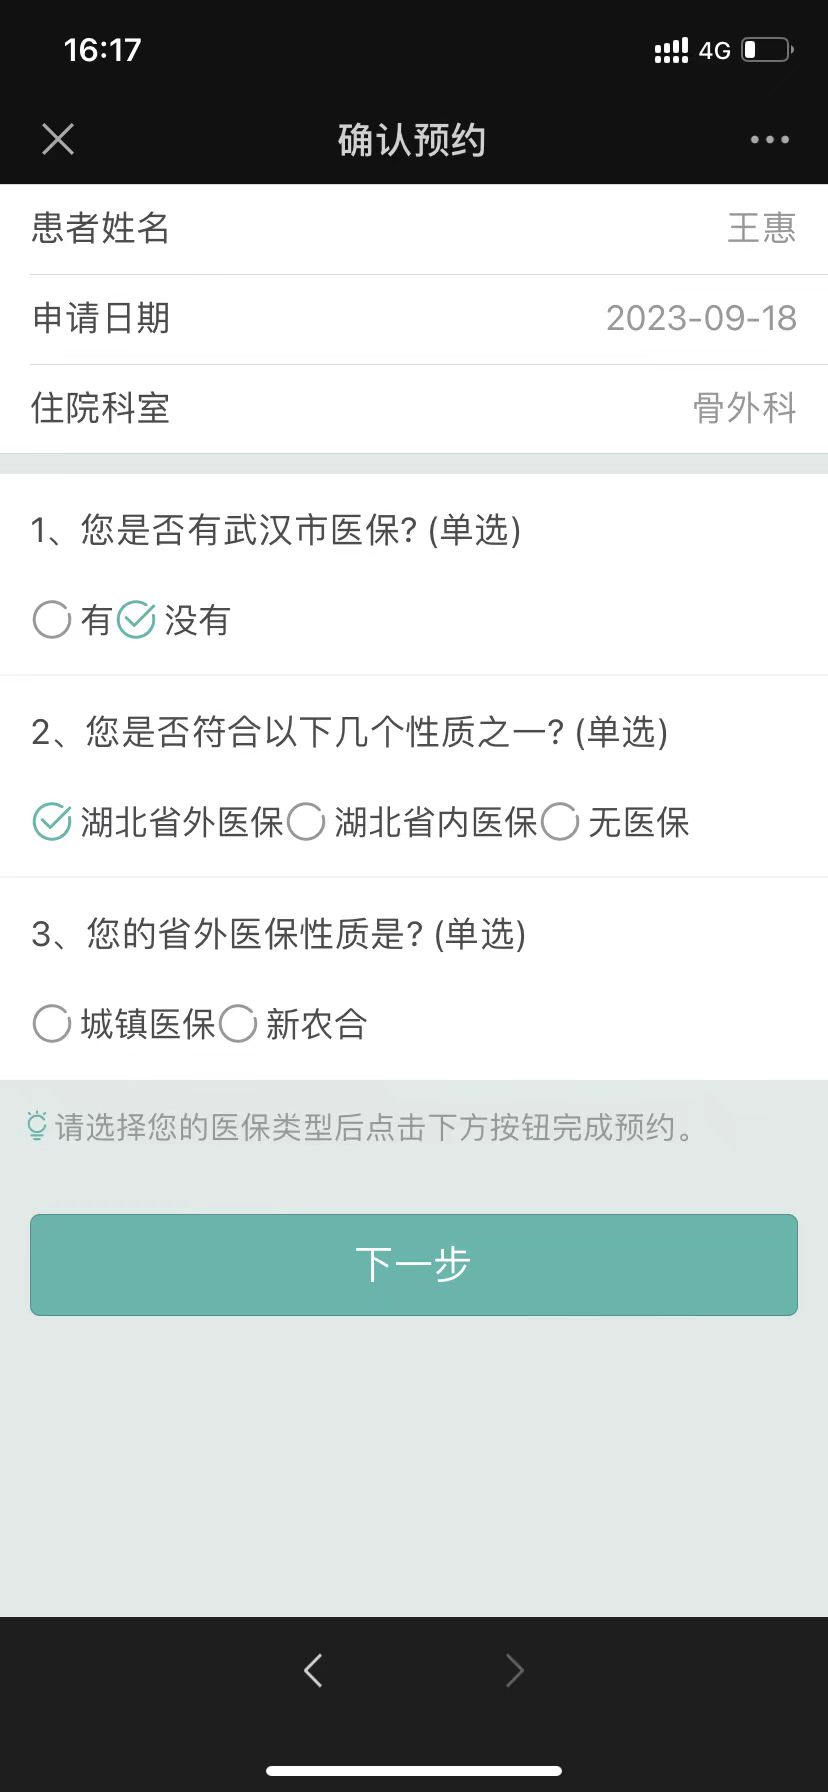 16:17 4G
确认预约
患者姓名 王惠
申请日期 2023-09-18
住院科室 骨外科
1、您是否有武汉市医保? (单选)
有 没有
2、您是否符合以下几个性质之一? (单选)
湖北省外医保 湖北省内医保 无医保
3、您的省外医保性质是? (单选)
城镇医保 新农合
请选择您的医保类型后点击下方按钮完成预约。
下一步